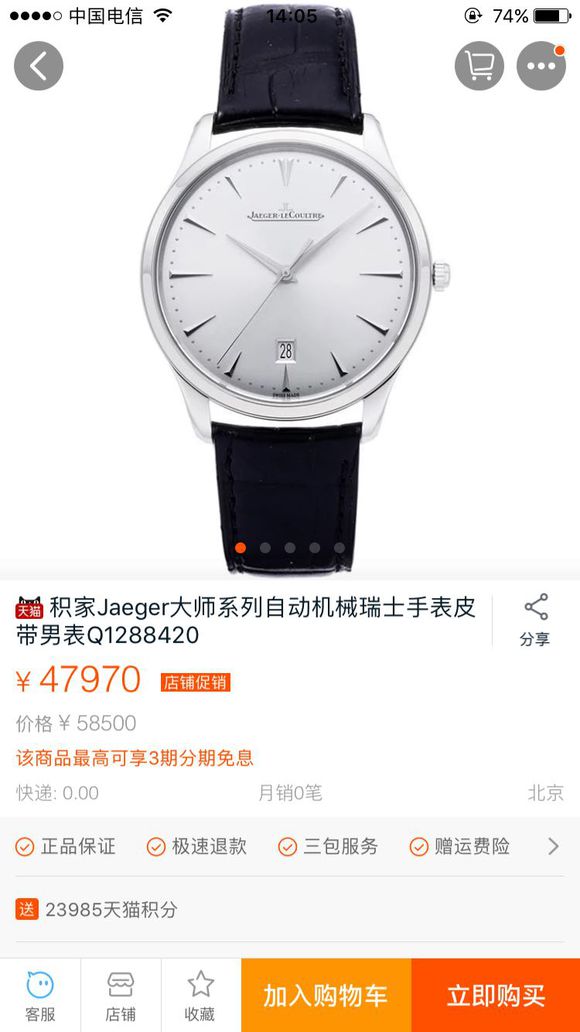 中国电信
14:05
74%
JAEGER-LECOULTRE
28
SWISS MADE
天猫 积家Jaeger大师系列自动机械瑞士手表皮
带男表Q1288420
分享
¥ 47970 店铺促销
价格 ¥ 58500
该商品最高可享3期分期免息
快递: 0.00 月销0笔 北京
正品保证 极速退款 三包服务 赠运费险
送 23985天猫积分
客服 店铺 收藏 加入购物车 立即购买